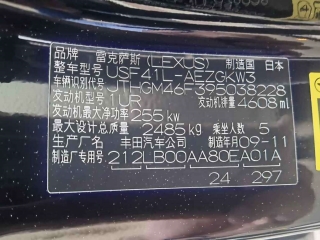 品牌 雷克萨斯 (LEXUS) 制造国 日本
整车型号 USF41L-AEZGKW3
车辆识别代号 JTHGM46F395038228
发动机型号 1UR 发动机排量 4608ml
发动机最大净功率 255 kw
最大设计总质量 2485kg 乘坐人数 5
生产厂名 丰田汽车公司 制造年月 09-11
制造厂专用号 212LB00AA80EA01A
24 297